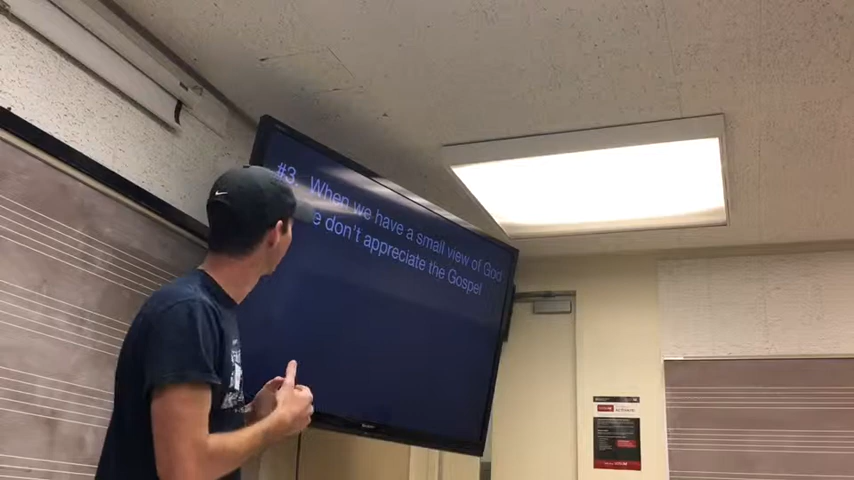 #3. When we have a small view of God
e don't appreciate the Gospel